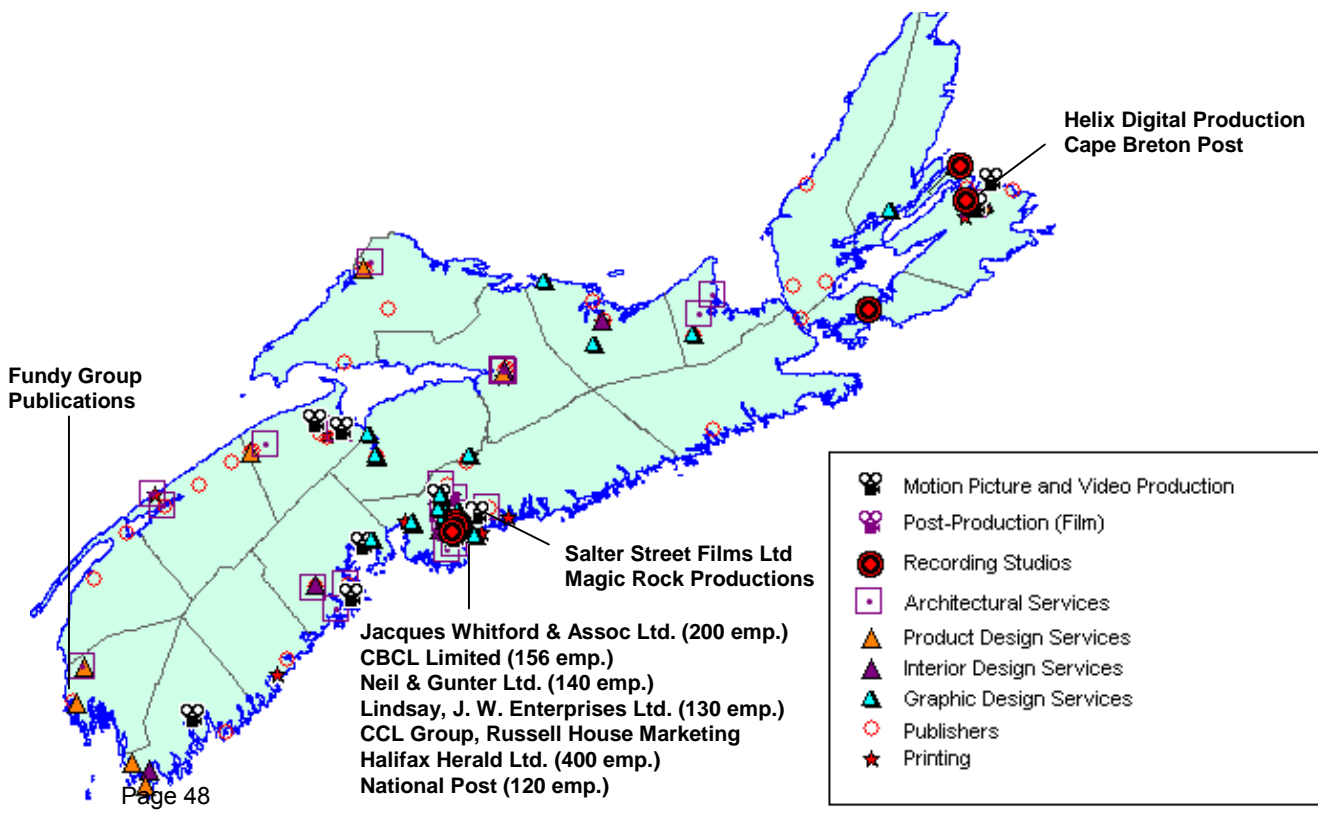 Helix Digital Production
Cape Breton Post
Fundy Group
Publications
Salter Street Films Ltd
Magic Rock Productions
Jacques Whitford & Assoc Ltd. (200 emp.)
CBCL Limited (156 emp.)
Neil & Gunter Ltd. (140 emp.)
Lindsay, J. W. Enterprises Ltd. (130 emp.)
CCL Group, Russell House Marketing
Halifax Herald Ltd. (400 emp.)
National Post (120 emp.)
Motion Picture and Video Production
Post-Production (Film)
Recording Studios
Architectural Services
Product Design Services
Interior Design Services
Graphic Design Services
Publishers
Printing
Page 48